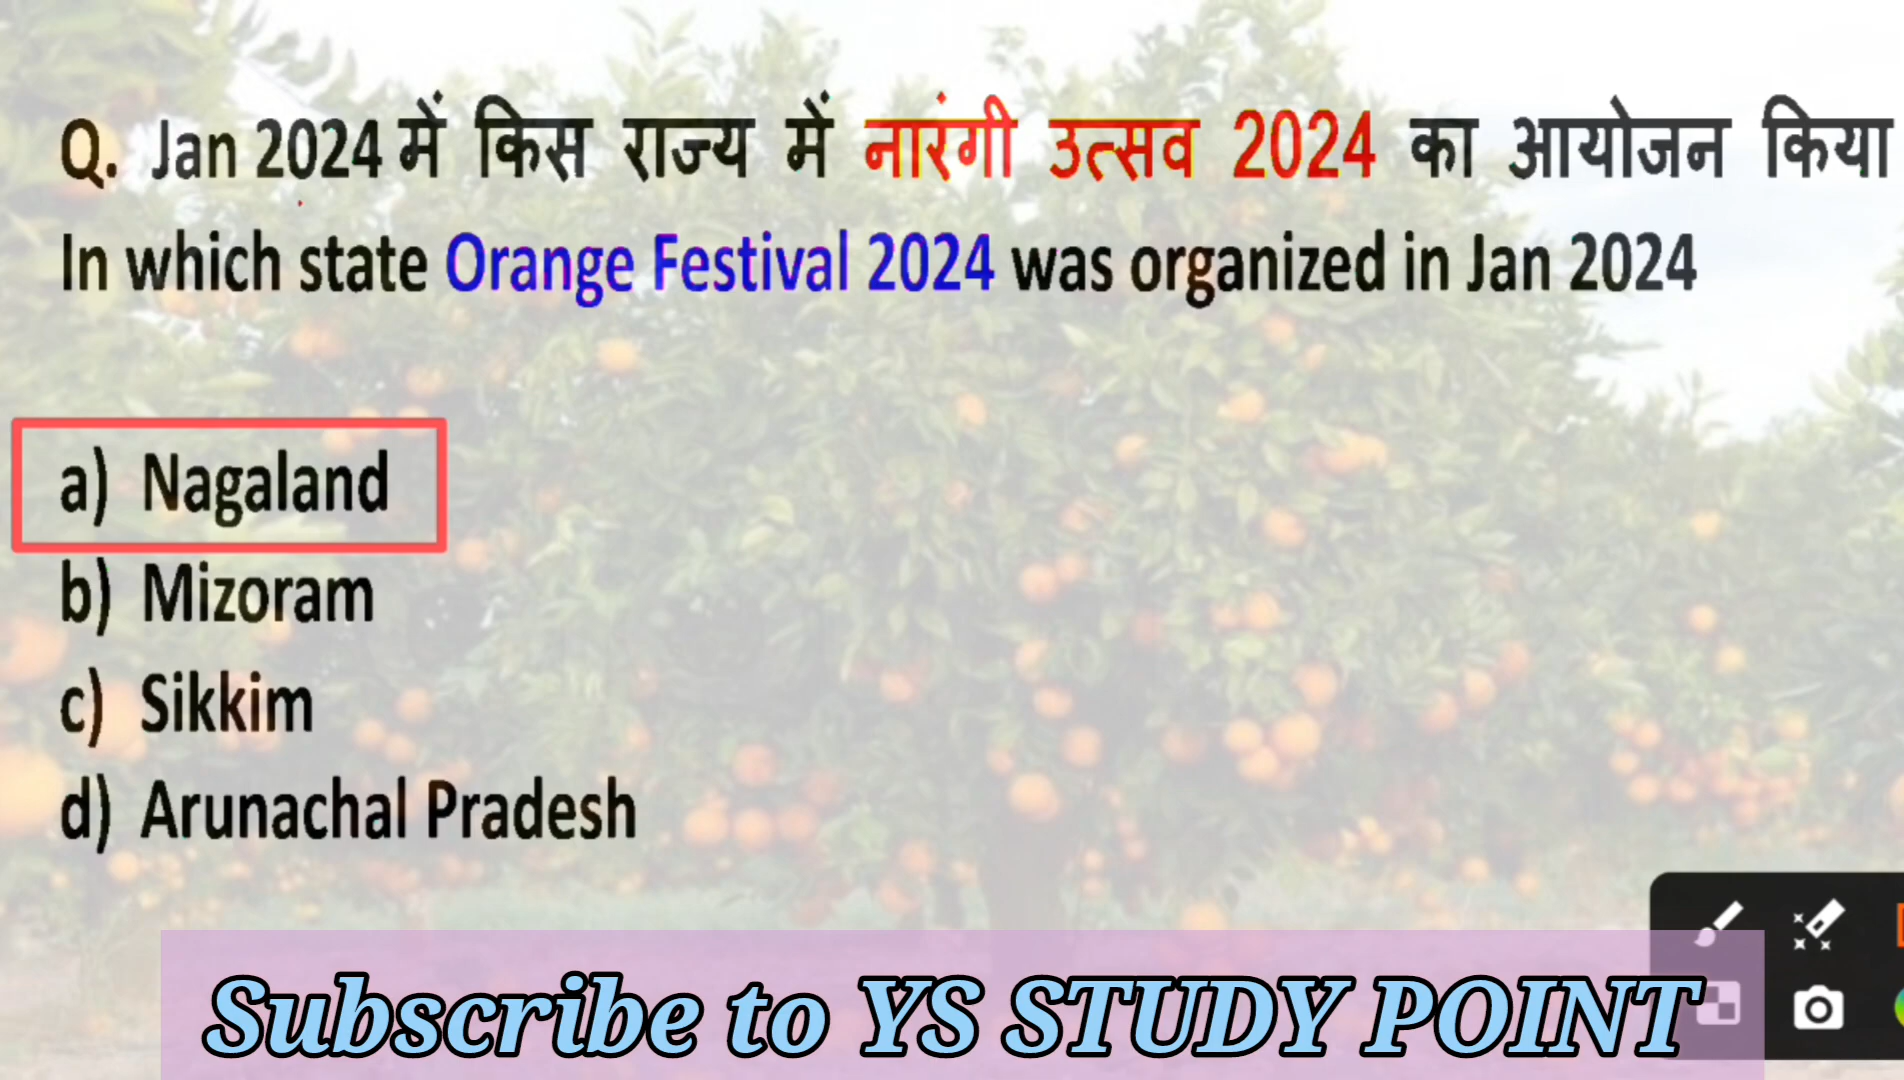 Q. Jan 2024 में किस राज्य में नारंगी उत्सव 2024 का आयोजन किया
In which state Orange Festival 2024 was organized in Jan 2024
a) Nagaland
b) Mizoram
c) Sikkim
d) Arunachal Pradesh
Subscribe to YS STUDY POINT